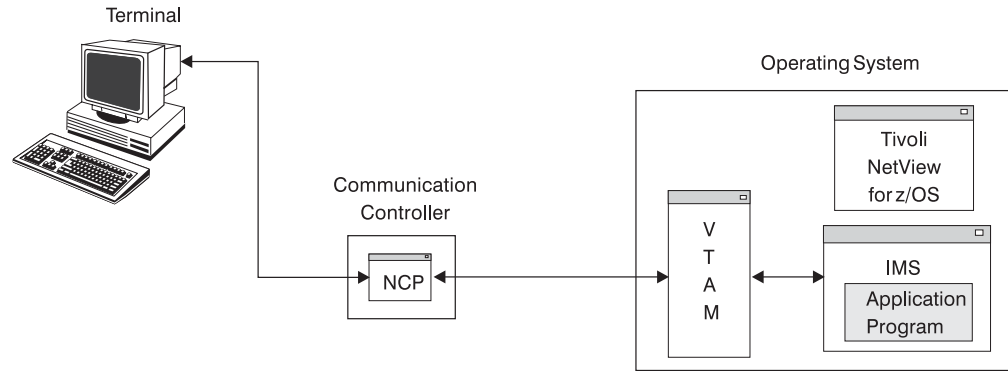 Terminal
Operating System
Tivoli
NetView
for z/OS
Communication
Controller
V
T
A
M
NCP
IMS
Application
Program